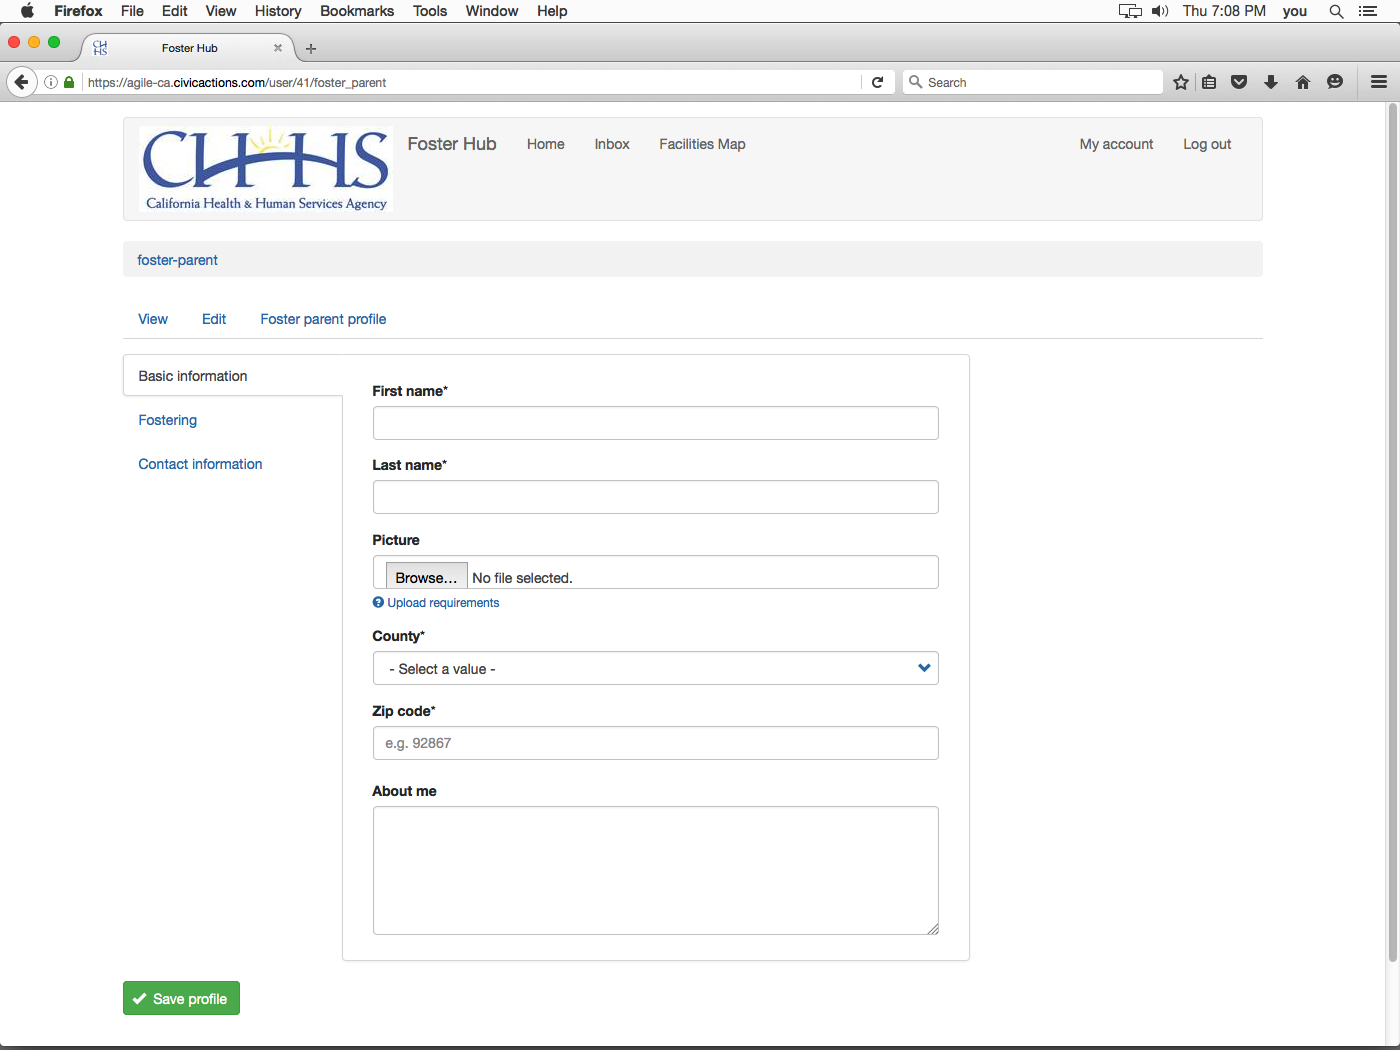 Firefox File Edit View History Bookmarks Tools Window Help Thu 7:08 PM you
CH HS Foster Hub
https://agile-ca.civicactions.com/user/41/foster_parent Search
CHHS
California Health & Human Services Agency
Foster Hub Home Inbox Facilities Map My account Log out
foster-parent
View Edit Foster parent profile
Basic information
Fostering
Contact information
First name*
Last name*
Picture
Browse... No file selected.
Upload requirements
County*
- Select a value -
Zip code*
e.g. 92867
About me
Save profile